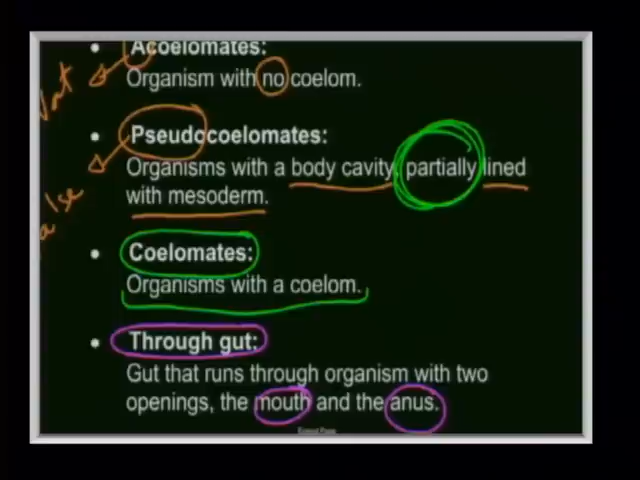 • Acoelomates:
Organism with no coelom.
• Pseudocoelomates:
Organisms with a body cavity, partially lined
with mesoderm.
• Coelomates:
Organisms with a coelom.
• Through gut:
Gut that runs through organism with two
openings, the mouth and the anus.